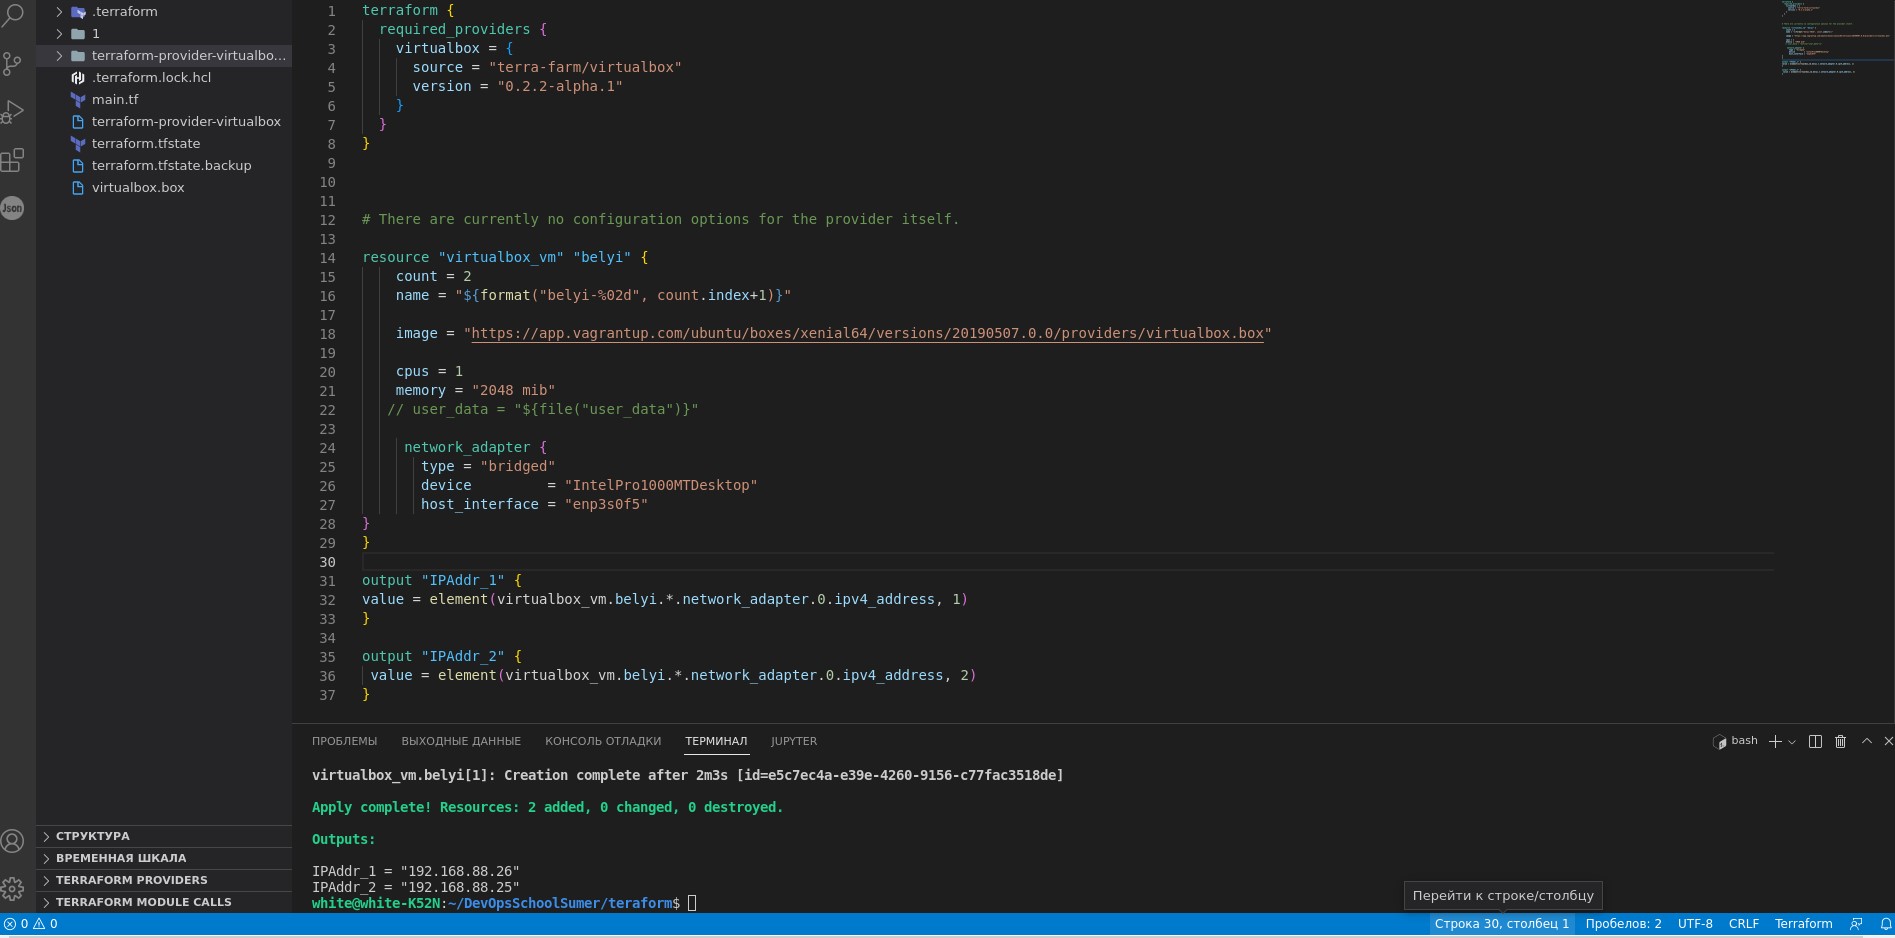 .terraform
1
terraform-provider-virtualbo...
.terraform.lock.hcl
main.tf
terraform-provider-virtualbox
terraform.tfstate
terraform.tfstate.backup
virtualbox.box
Json
СТРУКТУРА
ВРЕМЕННАЯ ШКАЛА
TERRAFORM PROVIDERS
TERRAFORM MODULE CALLS
1 terraform {
2   required_providers {
3     virtualbox = {
4       source = "terra-farm/virtualbox"
5       version = "0.2.2-alpha.1"
6     }
7   }
8 }
9
10
11
12 # There are currently no configuration options for the provider itself.
13
14 resource "virtualbox_vm" "belyi" {
15     count = 2
16     name = "${format("belyi-%02d", count.index+1)}"
17
18     image = "https://app.vagrantup.com/ubuntu/boxes/xenial64/versions/20190507.0.0/providers/virtualbox.box"
19
20     cpus = 1
21     memory = "2048 mib"
22    // user_data = "${file("user_data")}"
23
24      network_adapter {
25        type = "bridged"
26        device         = "IntelPro1000MTDesktop"
27        host_interface = "enp3s0f5"
28 }
29 }
30
31 output "IPAddr_1" {
32 value = element(virtualbox_vm.belyi.*.network_adapter.0.ipv4_address, 1)
33 }
34
35 output "IPAddr_2" {
36  value = element(virtualbox_vm.belyi.*.network_adapter.0.ipv4_address, 2)
37 }
ПРОБЛЕМЫ ВЫХОДНЫЕ ДАННЫЕ КОНСОЛЬ ОТЛАДКИ ТЕРМИНАЛ JUPYTER bash
virtualbox_vm.belyi[1]: Creation complete after 2m3s [id=e5c7ec4a-e39e-4260-9156-c77fac3518de]
Apply complete! Resources: 2 added, 0 changed, 0 destroyed.
Outputs:
IPAddr_1 = "192.168.88.26"
IPAddr_2 = "192.168.88.25"
white@white-K52N:~/DevOpsSchoolSumer/teraform$
Перейти к строке/столбцу
0 0 Строка 30, столбец 1 Пробелов: 2 UTF-8 CRLF Terraform